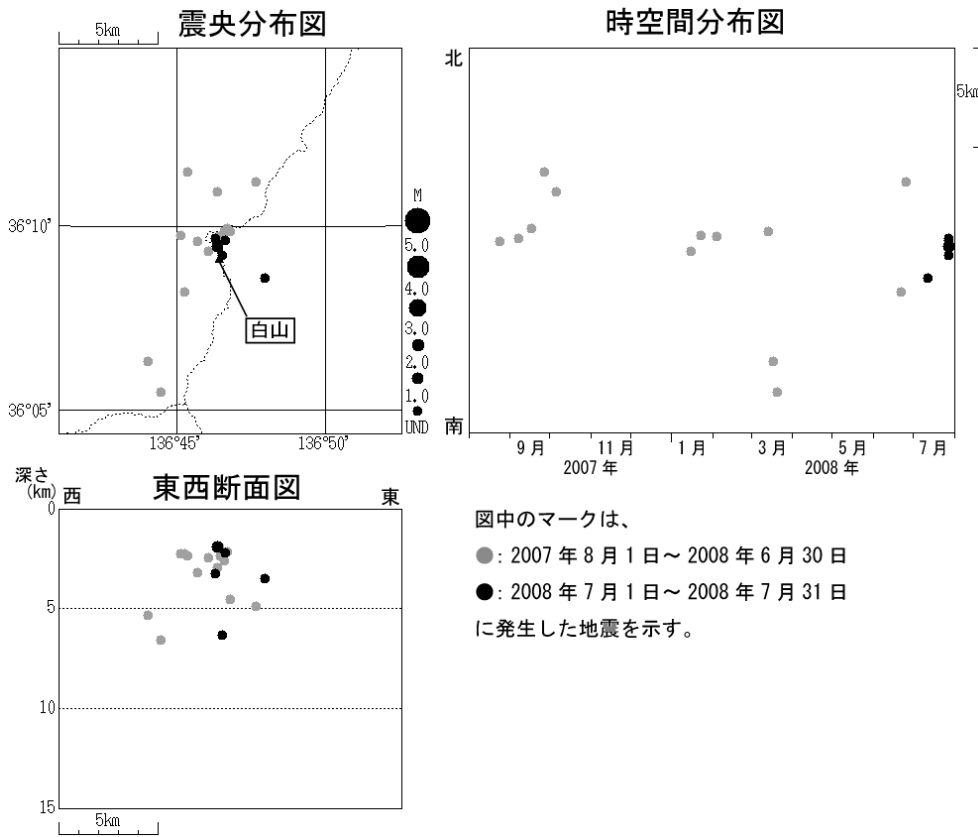 震央分布図
5km
36°10'
36°05'
136°45'
136°50'
白山
M
5.0
4.0
3.0
2.0
1.0
UND
時空間分布図
北
南
5km
9月 11月 1月 3月 5月 7月
2007年 2008年
東西断面図
深さ
(km)
西
東
0
5
10
15
5km
図中のマークは、
●: 2007年8月1日～2008年6月30日
●: 2008年7月1日～2008年7月31日
に発生した地震を示す。